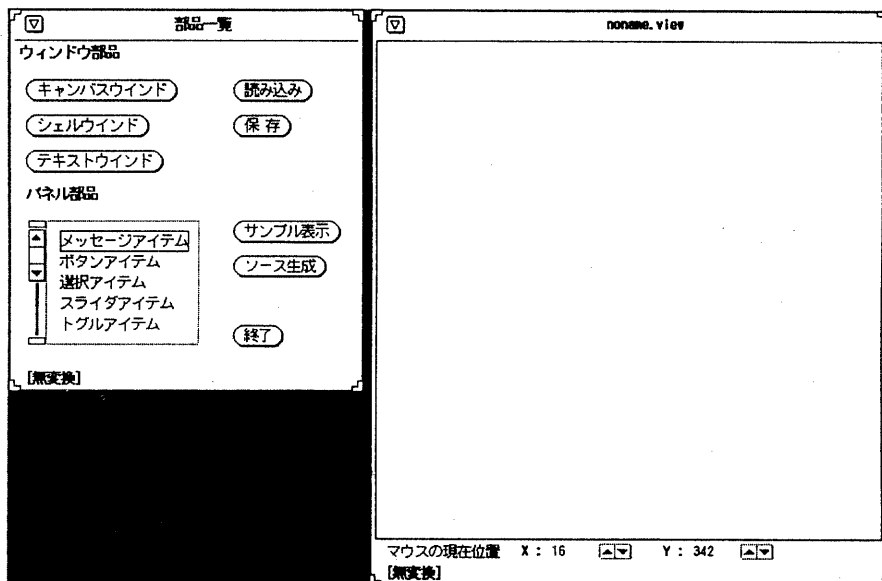 部品一覧
ウィンドウ部品
キャンバスウインド
読み込み
シェルウインド
保存
テキストウインド
パネル部品
メッセージアイテム
ボタンアイテム
選択アイテム
スライダアイテム
トグルアイテム
サンプル表示
ソース生成
終了
[無変換]
noname.view
マウスの現在位置 X : 16 Y : 342
[無変換]